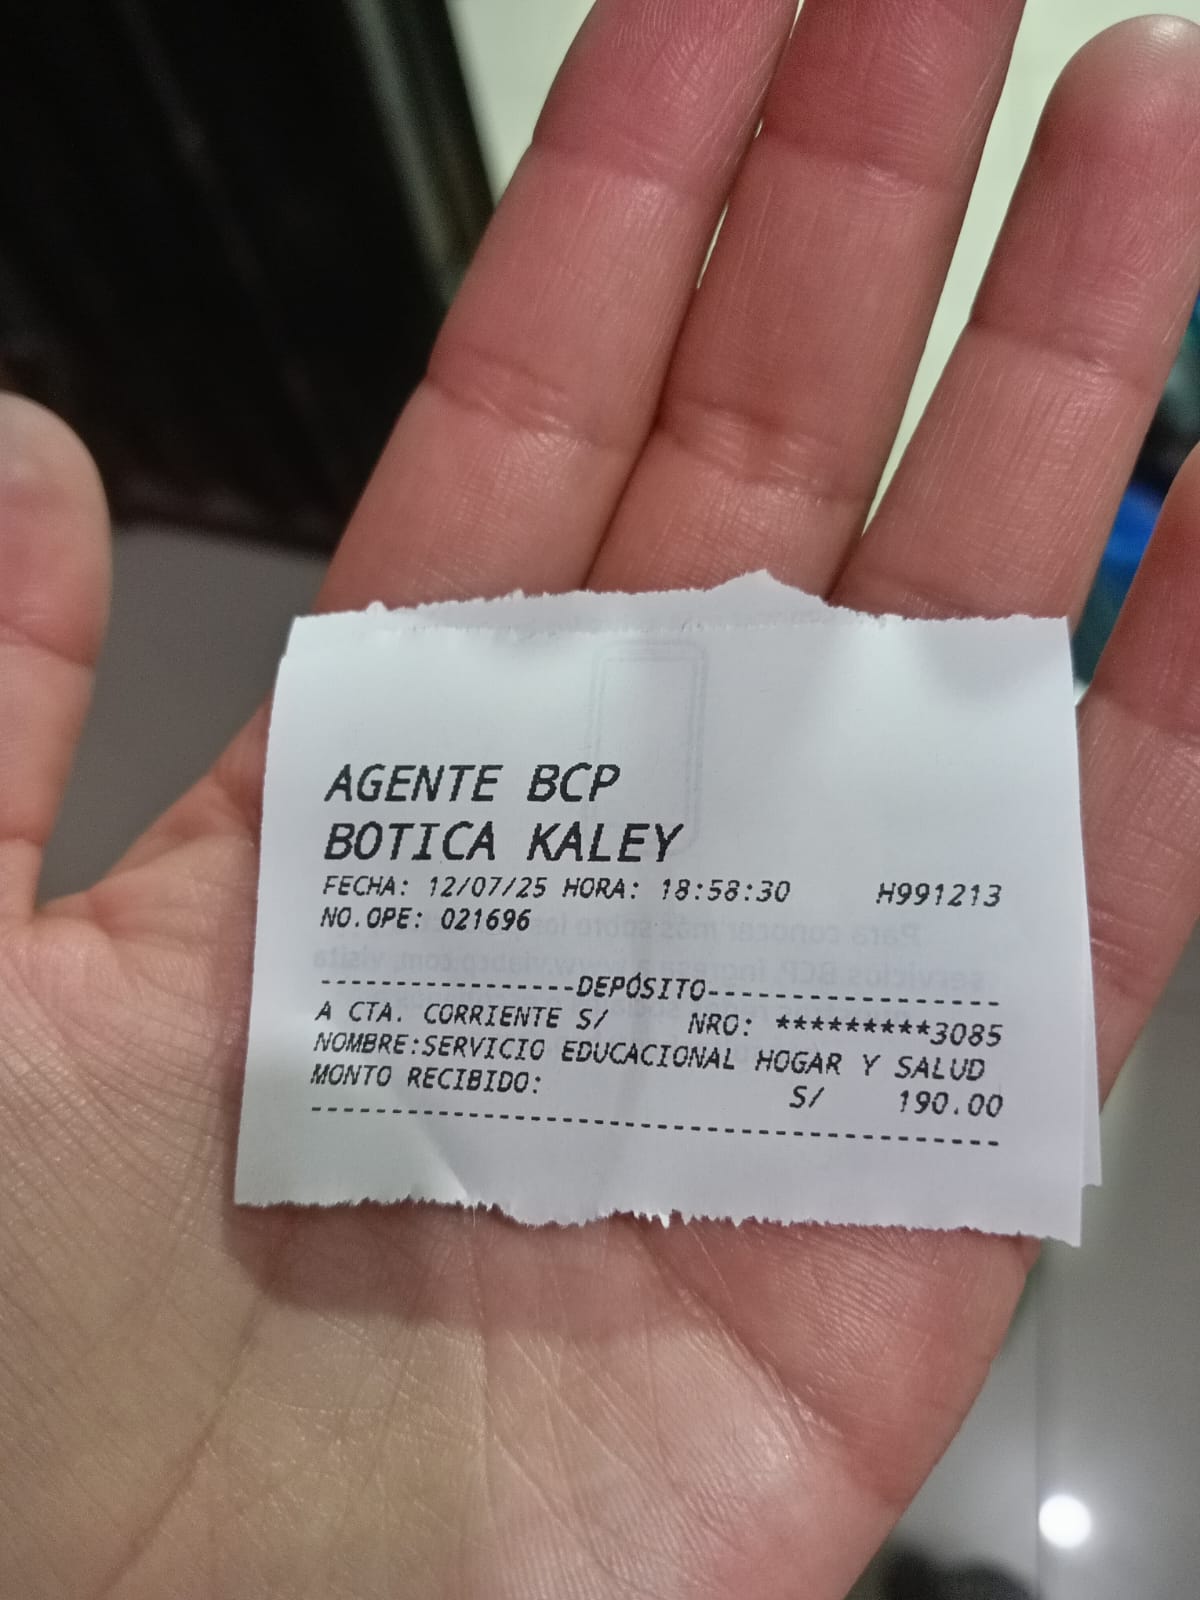 AGENTE BCP
BOTICA KALEY
FECHA: 12/07/25 HORA: 18:58:30 H991213
NO.OPE: 021696
-----------------DEPÓSITO------------------
A CTA. CORRIENTE S/ NRO: *********3085
NOMBRE:SERVICIO EDUCACIONAL HOGAR Y SALUD
MONTO RECIBIDO: S/ 190.00